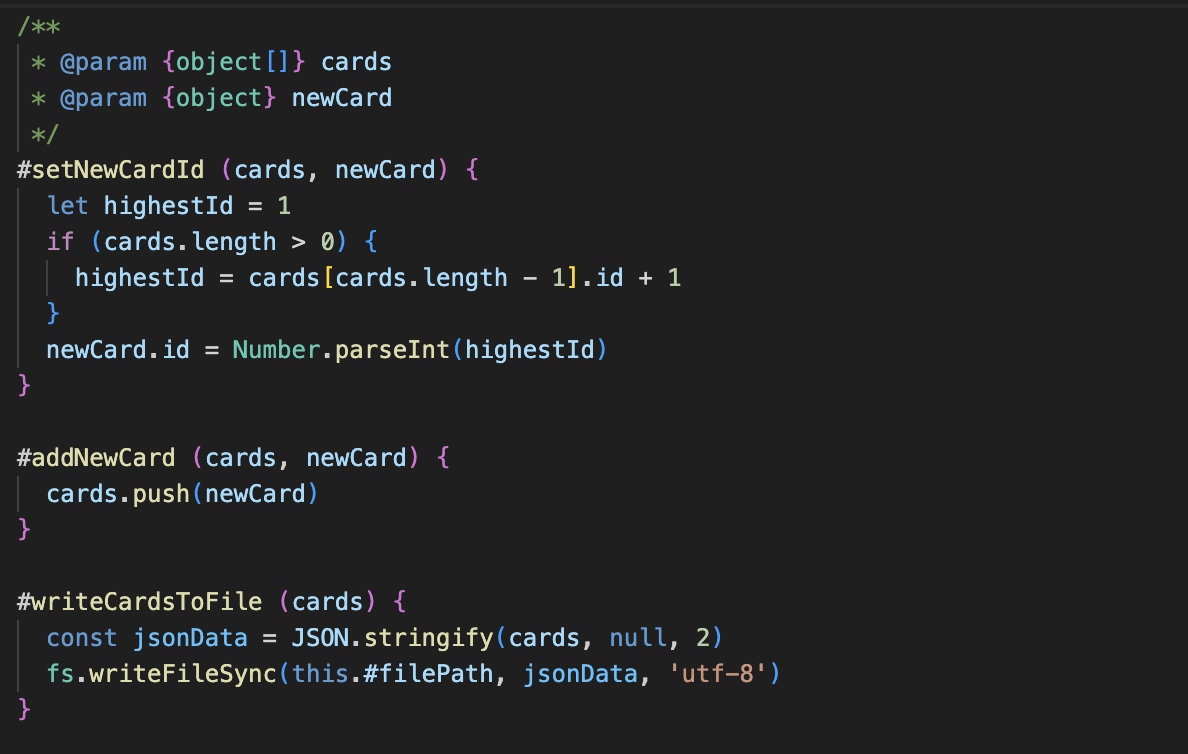 /**
 * @param {object[]} cards
 * @param {object} newCard
 */
#setNewCardId (cards, newCard) {
  let highestId = 1
  if (cards.length > 0) {
    highestId = cards[cards.length - 1].id + 1
  }
  newCard.id = Number.parseInt(highestId)
}

#addNewCard (cards, newCard) {
  cards.push(newCard)
}

#writeCardsToFile (cards) {
  const jsonData = JSON.stringify(cards, null, 2)
  fs.writeFileSync(this.#filePath, jsonData, 'utf-8')
}